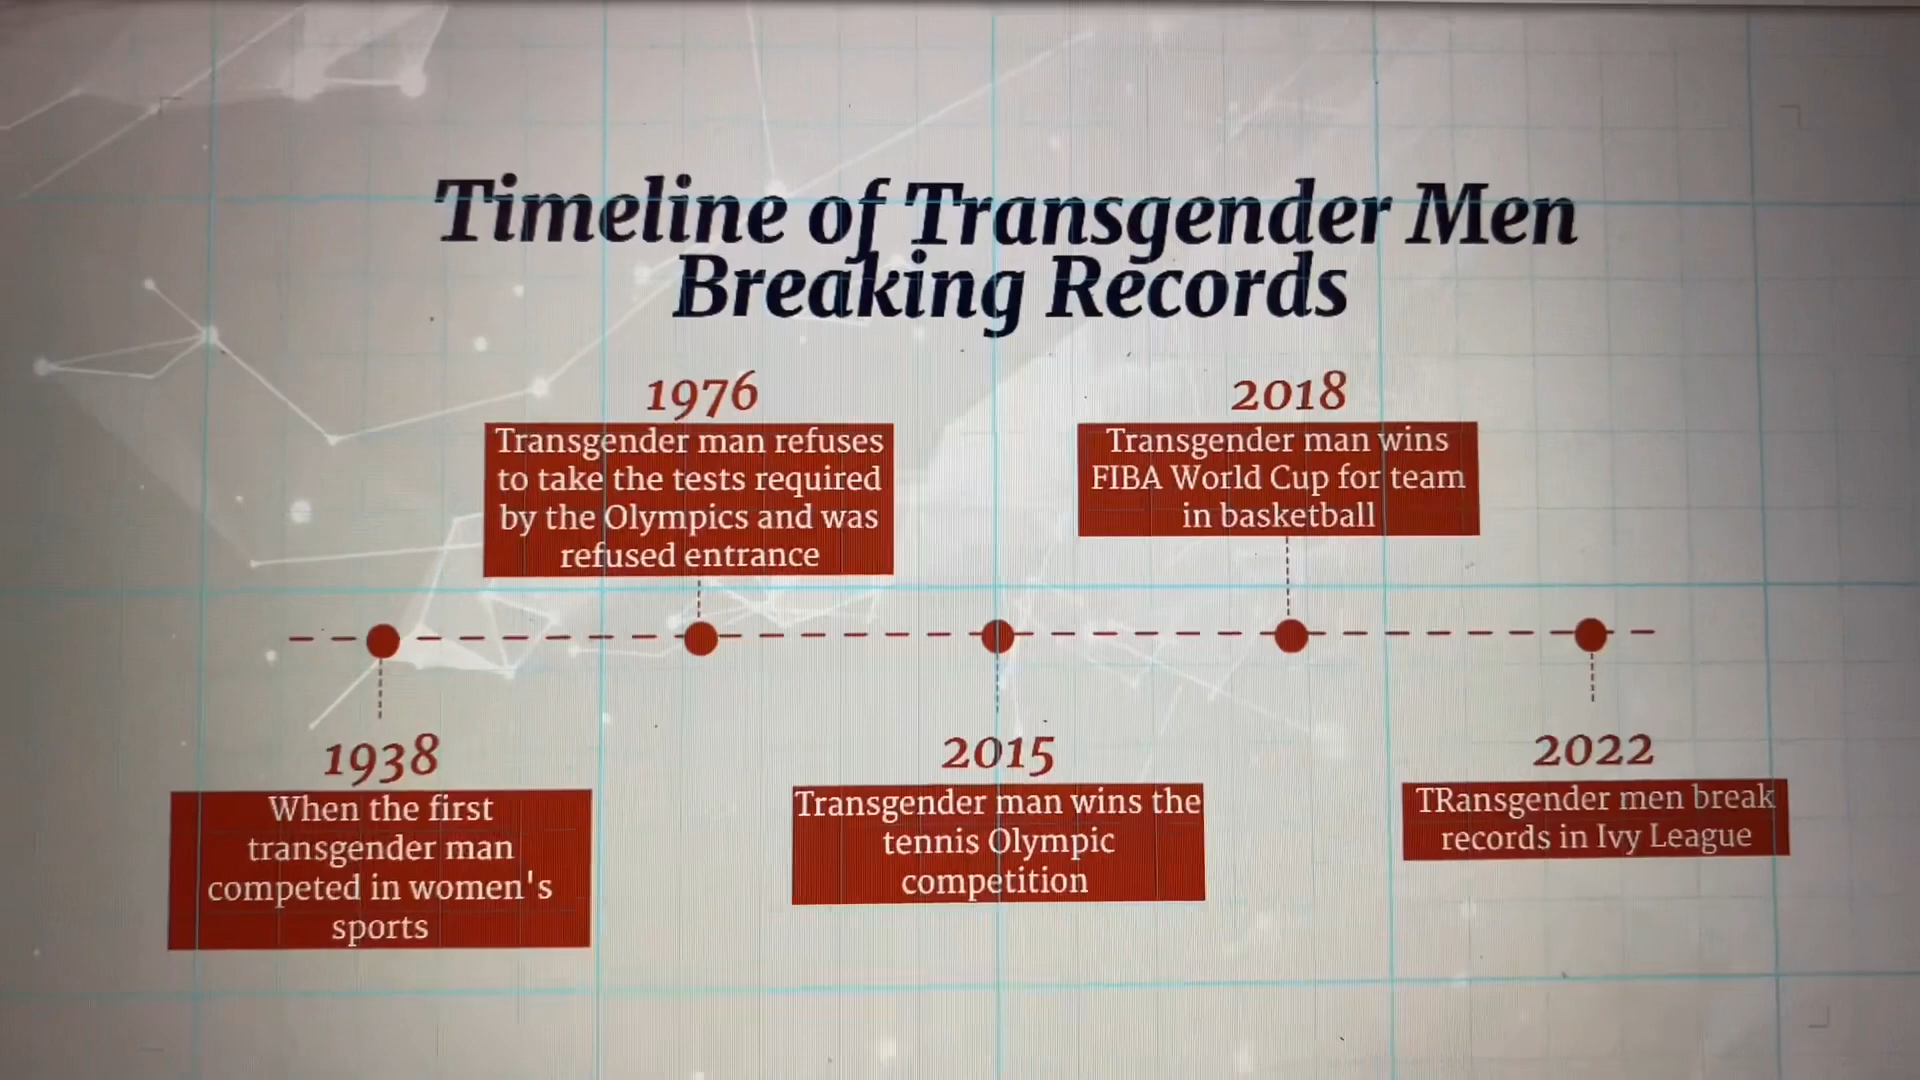 Timeline of Transgender Men
Breaking Records
1976
Transgender man refuses
to take the tests required
by the Olympics and was
refused entrance
2018
Transgender man wins
FIBA World Cup for team
in basketball
1938
When the first
transgender man
competed in women's
sports
2015
Transgender man wins the
tennis Olympic
competition
2022
TRansgender men break
records in Ivy League